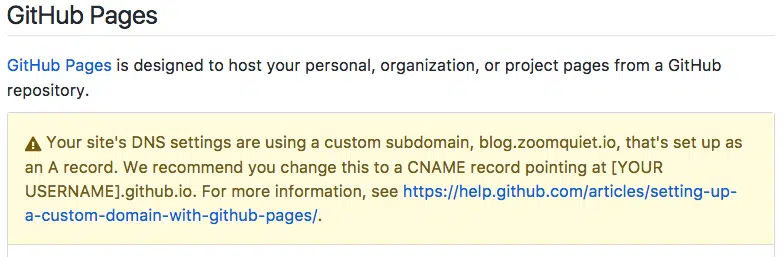 GitHub Pages
GitHub Pages is designed to host your personal, organization, or project pages from a GitHub
repository.
Your site's DNS settings are using a custom subdomain, blog.zoomquiet.io, that's set up as
an A record. We recommend you change this to a CNAME record pointing at [YOUR
USERNAME].github.io. For more information, see https://help.github.com/articles/setting-up-
a-custom-domain-with-github-pages/.